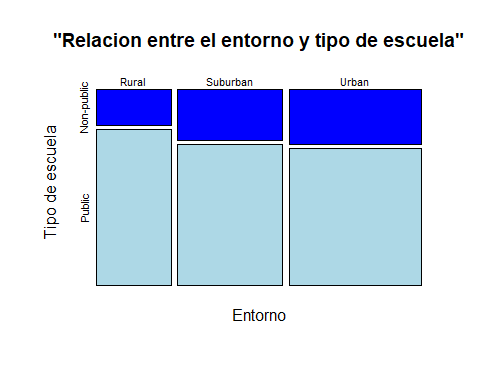 "Relacion entre el entorno y tipo de escuela"
Rural
Suburban
Urban
Non-public
Public
Tipo de escuela
Entorno